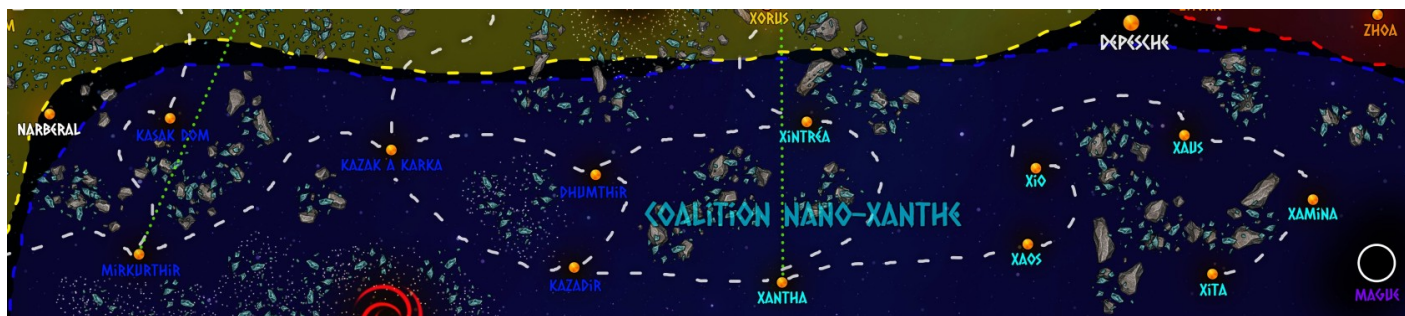 XORUS
ZHOA
DEPESCHE
NARBERAL
KASAK DOM
XiNTRÉA
XAUS
KAZAK A KARKA
DHUMTHiR
XiO
COALiTiON NANO-XANTHE
XAMiNA
MiRKURTHiR
KAZADiR
XAOS
XANTHA
XiTA
MAGUE